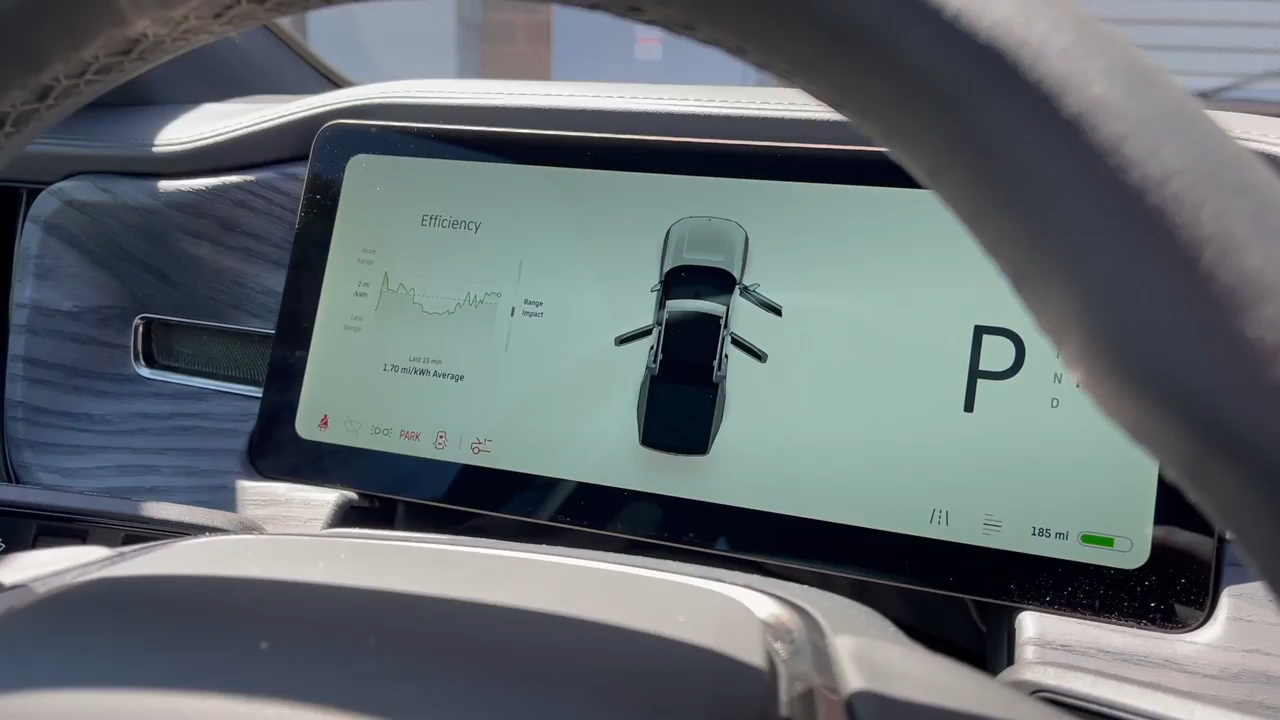 Efficiency
More
Range
2 mi
/kWh
Less
Range
Range
Impact
Last 15 min
1.70 mi/kWh Average
PARK
P
N
D
185 mi